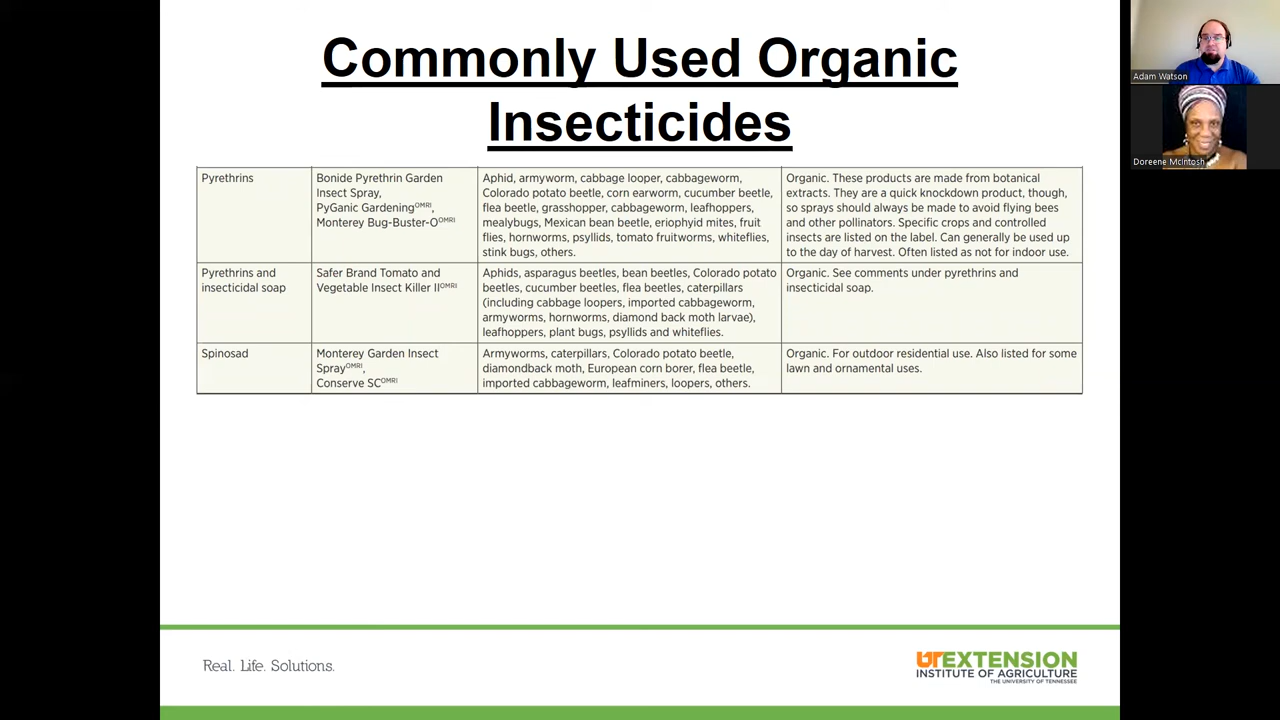 Commonly Used Organic
Insecticides
Pyrethrins
Bonide Pyrethrin Garden
Insect Spray,
PyGanic Gardening^OMRI,
Monterey Bug-Buster-O^OMRI
Aphid, armyworm, cabbage looper, cabbageworm,
Colorado potato beetle, corn earworm, cucumber beetle,
flea beetle, grasshopper, cabbageworm, leafhoppers,
mealybugs, Mexican bean beetle, eriophyid mites, fruit
flies, hornworms, psyllids, tomato fruitworms, whiteflies,
stink bugs, others.
Organic. These products are made from botanical
extracts. They are a quick knockdown product, though,
so sprays should always be made to avoid flying bees
and other pollinators. Specific crops and controlled
insects are listed on the label. Can generally be used up
to the day of harvest. Often listed as not for indoor use.
Pyrethrins and
insecticidal soap
Safer Brand Tomato and
Vegetable Insect Killer II^OMRI
Aphids, asparagus beetles, bean beetles, Colorado potato
beetles, cucumber beetles, flea beetles, caterpillars
(including cabbage loopers, imported cabbageworm,
armyworms, hornworms, diamond back moth larvae),
leafhoppers, plant bugs, psyllids and whiteflies.
Organic. See comments under pyrethrins and
insecticidal soap.
Spinosad
Monterey Garden Insect
Spray^OMRI,
Conserve SC^OMRI
Armyworms, caterpillars, Colorado potato beetle,
diamondback moth, European corn borer, flea beetle,
imported cabbageworm, leafminers, loopers, others.
Organic. For outdoor residential use. Also listed for some
lawn and ornamental uses.
Real. Life. Solutions.
UTEXTENSION
INSTITUTE OF AGRICULTURE
THE UNIVERSITY OF TENNESSEE
Adam Watson
Doreene McIntosh